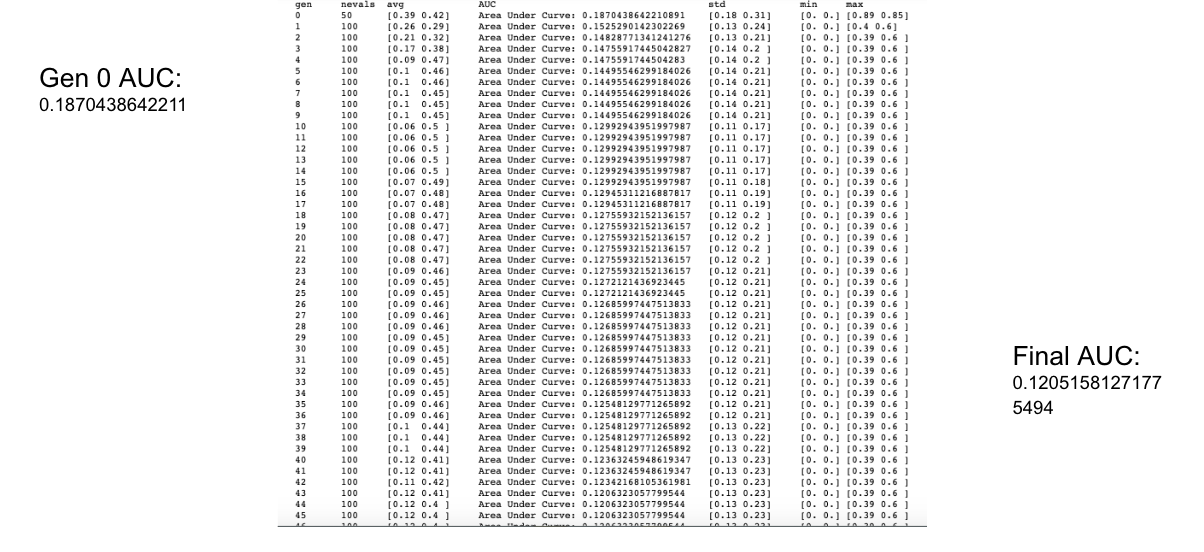 gen nevals avg AUC std min max
0 50 [0.39 0.42] Area Under Curve: 0.187043864221​0891 [0.18 0.31] [0. 0.] [0.89 0.85]
1 100 [0.26 0.29] Area Under Curve: 0.1525290142302269 [0.13 0.24] [0. 0.] [0.4 0.6]
2 100 [0.21 0.32] Area Under Curve: 0.14828771341241276 [0.14 0.21] [0. 0.] [0.39 0.6 ]
3 100 [0.17 0.38] Area Under Curve: 0.14755917445042827 [0.14 0.2 ] [0. 0.] [0.39 0.6 ]
4 100 [0.09 0.47] Area Under Curve: 0.1475591744504283 [0.14 0.2 ] [0. 0.] [0.39 0.6 ]
5 100 [0.1 0.46] Area Under Curve: 0.14495546299184026 [0.14 0.21] [0. 0.] [0.39 0.6 ]
6 100 [0.1 0.46] Area Under Curve: 0.14495546299184026 [0.14 0.21] [0. 0.] [0.39 0.6 ]
7 100 [0.1 0.45] Area Under Curve: 0.14495546299184026 [0.14 0.21] [0. 0.] [0.39 0.6 ]
8 100 [0.1 0.45] Area Under Curve: 0.14495546299184026 [0.14 0.21] [0. 0.] [0.39 0.6 ]
9 100 [0.1 0.45] Area Under Curve: 0.14495546299184026 [0.14 0.21] [0. 0.] [0.39 0.6 ]
10 100 [0.06 0.5 ] Area Under Curve: 0.12992943951997987 [0.11 0.17] [0. 0.] [0.39 0.6 ]
11 100 [0.06 0.5 ] Area Under Curve: 0.12992943951997987 [0.11 0.17] [0. 0.] [0.39 0.6 ]
12 100 [0.06 0.5 ] Area Under Curve: 0.12992943951997987 [0.11 0.17] [0. 0.] [0.39 0.6 ]
13 100 [0.06 0.5 ] Area Under Curve: 0.12992943951997987 [0.11 0.17] [0. 0.] [0.39 0.6 ]
14 100 [0.06 0.5 ] Area Under Curve: 0.12992943951997987 [0.11 0.17] [0. 0.] [0.39 0.6 ]
15 100 [0.07 0.49] Area Under Curve: 0.12992943951997987 [0.11 0.18] [0. 0.] [0.39 0.6 ]
16 100 [0.07 0.48] Area Under Curve: 0.12945311216887817 [0.11 0.19] [0. 0.] [0.39 0.6 ]
17 100 [0.07 0.48] Area Under Curve: 0.12945311216887817 [0.11 0.19] [0. 0.] [0.39 0.6 ]
18 100 [0.08 0.47] Area Under Curve: 0.12755932152136157 [0.12 0.2 ] [0. 0.] [0.39 0.6 ]
19 100 [0.08 0.47] Area Under Curve: 0.12755932152136157 [0.12 0.2 ] [0. 0.] [0.39 0.6 ]
20 100 [0.08 0.47] Area Under Curve: 0.12755932152136157 [0.12 0.2 ] [0. 0.] [0.39 0.6 ]
21 100 [0.08 0.47] Area Under Curve: 0.12755932152136157 [0.12 0.2 ] [0. 0.] [0.39 0.6 ]
22 100 [0.08 0.47] Area Under Curve: 0.12755932152136157 [0.12 0.2 ] [0. 0.] [0.39 0.6 ]
23 100 [0.09 0.46] Area Under Curve: 0.12755932152136157 [0.12 0.21] [0. 0.] [0.39 0.6 ]
24 100 [0.09 0.45] Area Under Curve: 0.1272121436923445 [0.12 0.21] [0. 0.] [0.39 0.6 ]
25 100 [0.09 0.45] Area Under Curve: 0.1272121436923445 [0.12 0.21] [0. 0.] [0.39 0.6 ]
26 100 [0.09 0.46] Area Under Curve: 0.12685997447513833 [0.12 0.21] [0. 0.] [0.39 0.6 ]
27 100 [0.09 0.46] Area Under Curve: 0.12685997447513833 [0.12 0.21] [0. 0.] [0.39 0.6 ]
28 100 [0.09 0.46] Area Under Curve: 0.12685997447513833 [0.12 0.21] [0. 0.] [0.39 0.6 ]
29 100 [0.09 0.45] Area Under Curve: 0.12685997447513833 [0.12 0.21] [0. 0.] [0.39 0.6 ]
30 100 [0.09 0.45] Area Under Curve: 0.12685997447513833 [0.12 0.21] [0. 0.] [0.39 0.6 ]
31 100 [0.09 0.45] Area Under Curve: 0.12685997447513833 [0.12 0.21] [0. 0.] [0.39 0.6 ]
32 100 [0.09 0.45] Area Under Curve: 0.12685997447513833 [0.12 0.21] [0. 0.] [0.39 0.6 ]
33 100 [0.09 0.45] Area Under Curve: 0.12685997447513833 [0.12 0.21] [0. 0.] [0.39 0.6 ]
34 100 [0.09 0.45] Area Under Curve: 0.12685997447513833 [0.12 0.21] [0. 0.] [0.39 0.6 ]
35 100 [0.09 0.46] Area Under Curve: 0.12548129771265892 [0.12 0.21] [0. 0.] [0.39 0.6 ]
36 100 [0.09 0.46] Area Under Curve: 0.12548129771265892 [0.12 0.21] [0. 0.] [0.39 0.6 ]
37 100 [0.1 0.44] Area Under Curve: 0.12548129771265892 [0.13 0.22] [0. 0.] [0.39 0.6 ]
38 100 [0.1 0.44] Area Under Curve: 0.12548129771265892 [0.13 0.22] [0. 0.] [0.39 0.6 ]
39 100 [0.1 0.44] Area Under Curve: 0.12548129771265892 [0.13 0.22] [0. 0.] [0.39 0.6 ]
40 100 [0.12 0.41] Area Under Curve: 0.12363245948619347 [0.13 0.23] [0. 0.] [0.39 0.6 ]
41 100 [0.12 0.41] Area Under Curve: 0.12363245948619347 [0.13 0.23] [0. 0.] [0.39 0.6 ]
42 100 [0.11 0.42] Area Under Curve: 0.12342168105361981 [0.13 0.23] [0. 0.] [0.39 0.6 ]
43 100 [0.12 0.41] Area Under Curve: 0.1206323057799544 [0.13 0.23] [0. 0.] [0.39 0.6 ]
44 100 [0.12 0.4 ] Area Under Curve: 0.1206323057799544 [0.13 0.23] [0. 0.] [0.39 0.6 ]
45 100 [0.12 0.4 ] Area Under Curve: 0.1206323057799544 [0.13 0.23] [0. 0.] [0.39 0.6 ]
Gen 0 AUC:
0.1870438642211
Final AUC:
0.1205158127177
5494